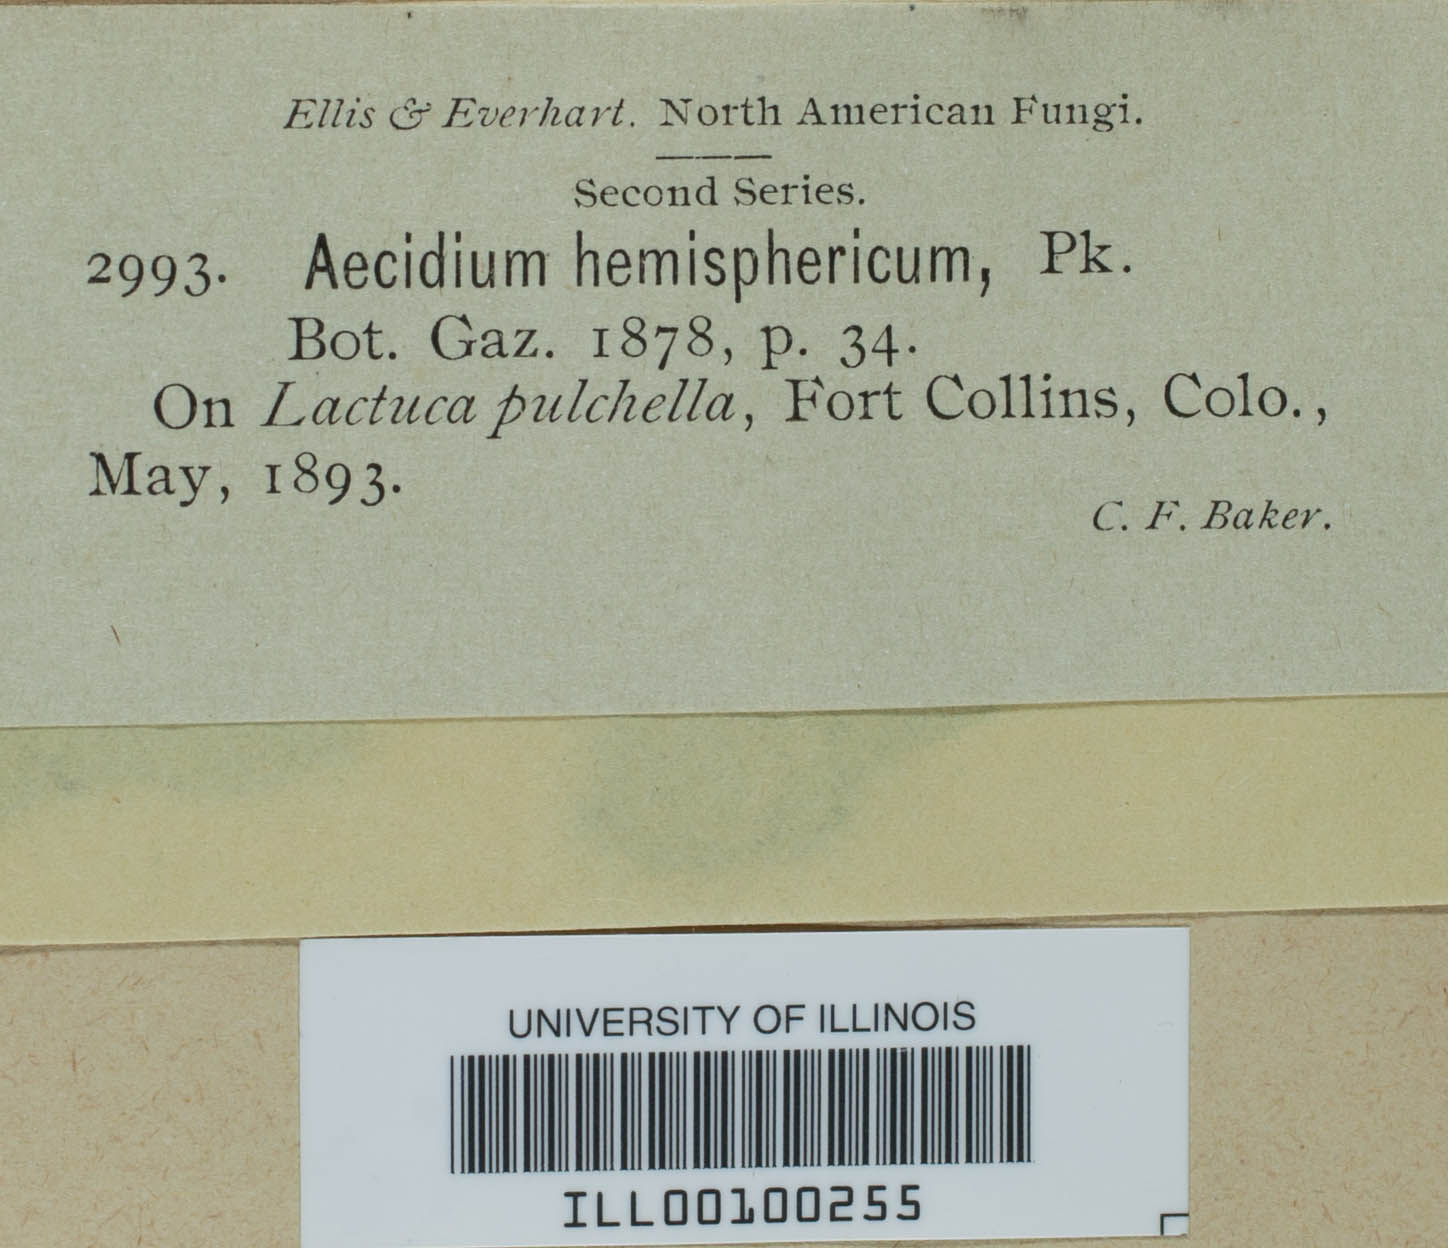 Ellis & Everhart. North American Fungi.
Second Series.
2993. Aecidium hemisphericum, Pk.
Bot. Gaz. 1878, p. 34.
On Lactuca pulchella, Fort Collins, Colo.,
May, 1893.
C. F. Baker.
UNIVERSITY OF ILLINOIS
ILL00100255